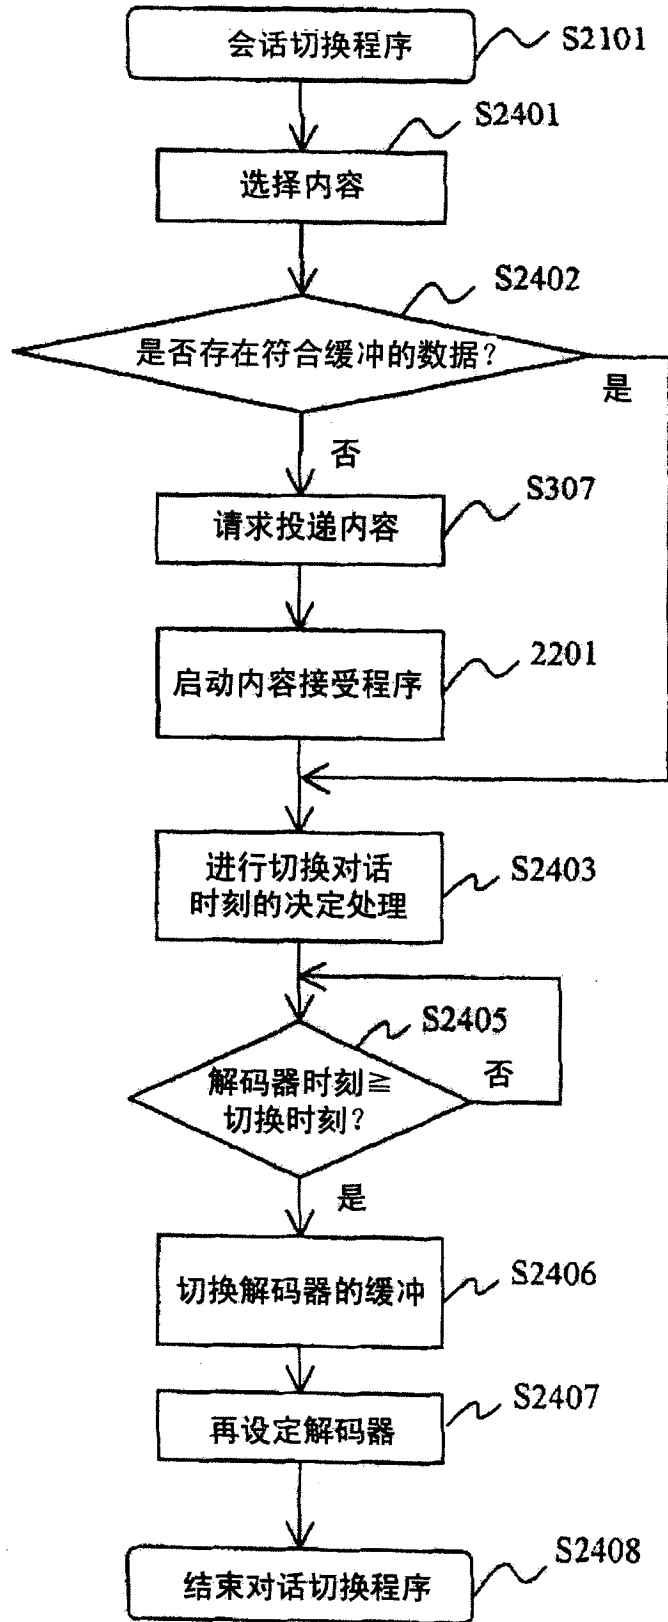 会话切换程序
S2101
S2401
选择内容
S2402
是否存在符合缓冲的数据?
是
否
S307
请求投递内容
2201
启动内容接受程序
进行切换对话
时刻的决定处理
S2403
S2405
解码器时刻≧
切换时刻?
否
是
切换解码器的缓冲
S2406
S2407
再设定解码器
S2408
结束对话切换程序